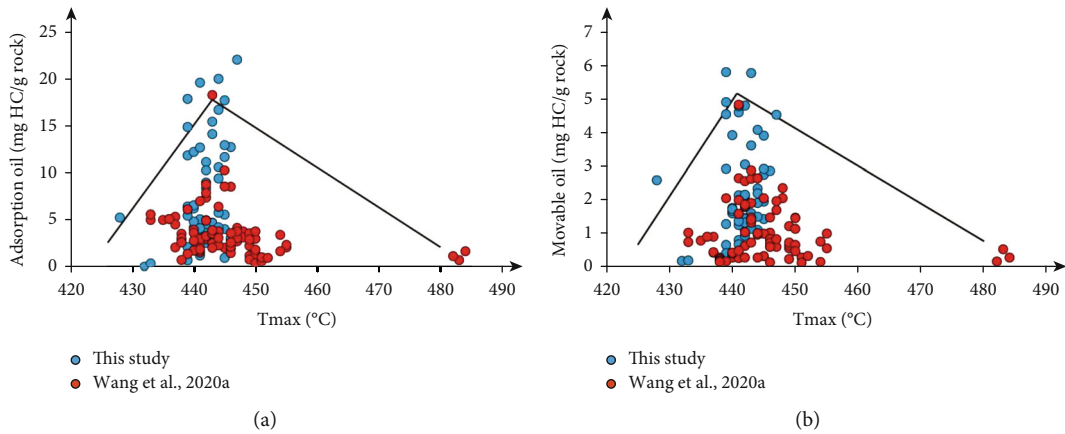 Adsorption oil (mg HC/g rock)
25
20
15
10
5
0
420 430 440 450 460 470 480 490
Tmax (°C)
This study
Wang et al., 2020a
(a)
Movable oil (mg HC/g rock)
7
6
5
4
3
2
1
0
420 430 440 450 460 470 480 490
Tmax (°C)
This study
Wang et al., 2020a
(b)